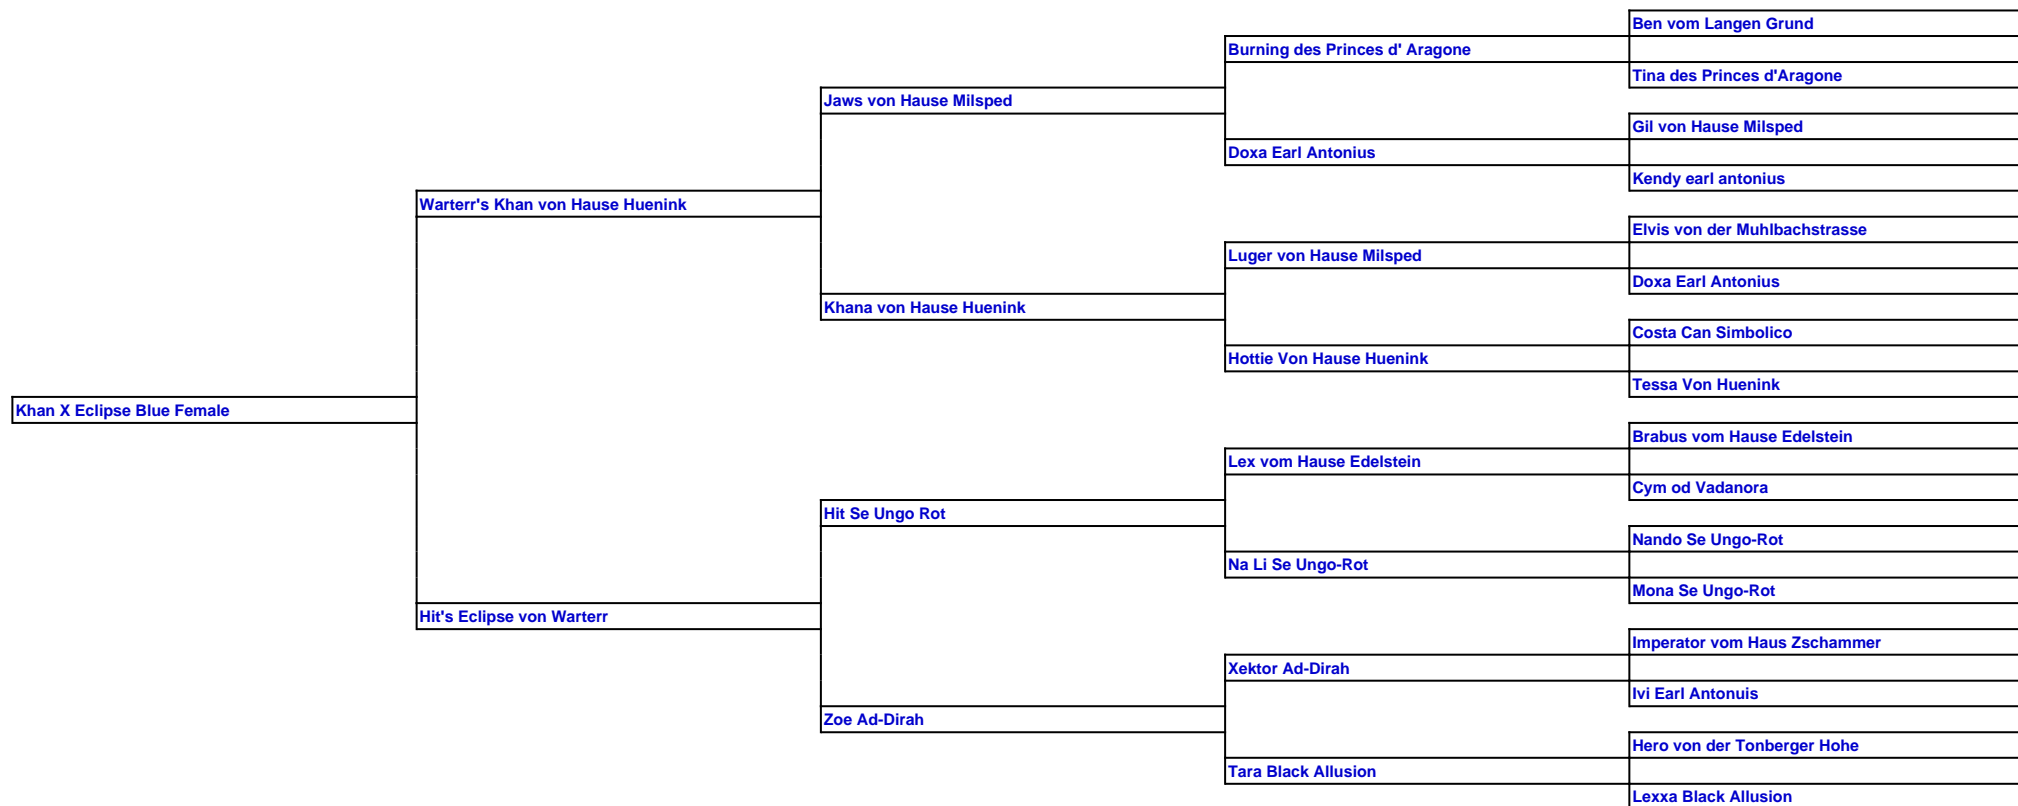 Ben vom Langen Grund
Burning des Princes d' Aragone
Tina des Princes d'Aragone
Jaws von Hause Milsped
Gil von Hause Milsped
Doxa Earl Antonius
Kendy earl antonius
Warterr's Khan von Hause Huenink
Elvis von der Muhlbachstrasse
Luger von Hause Milsped
Doxa Earl Antonius
Khana von Hause Huenink
Costa Can Simbolico
Hottie Von Hause Huenink
Tessa Von Huenink
Khan X Eclipse Blue Female
Brabus vom Hause Edelstein
Lex vom Hause Edelstein
Cym od Vadanora
Hit Se Ungo Rot
Nando Se Ungo-Rot
Na Li Se Ungo-Rot
Mona Se Ungo-Rot
Hit's Eclipse von Warterr
Imperator vom Haus Zschammer
Xektor Ad-Dirah
Ivi Earl Antonuis
Zoe Ad-Dirah
Hero von der Tonberger Hohe
Tara Black Allusion
Lexxa Black Allusion